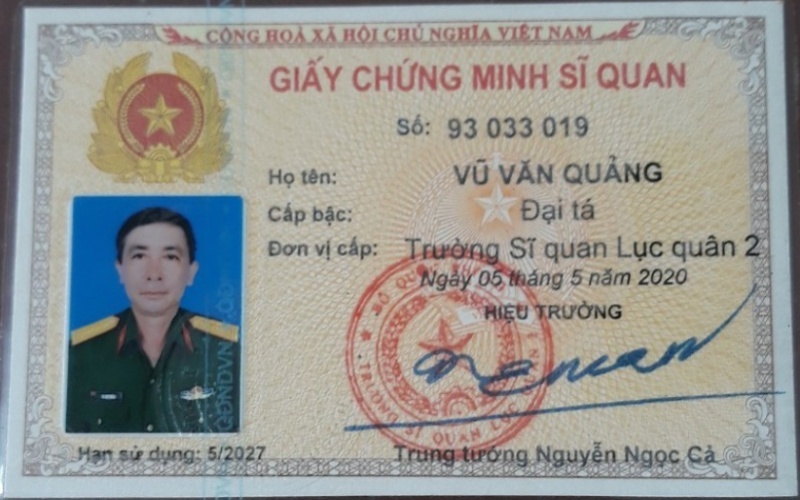 CỘNG HOÀ XÃ HỘI CHỦ NGHĨA VIỆT NAM
GIẤY CHỨNG MINH SĨ QUAN
Số: 93 033 019
Họ tên: VŨ VĂN QUẢNG
Cấp bậc: Đại tá
Đơn vị cấp: Trường Sĩ quan Lục quân 2
Ngày 05 tháng 5 năm 2020
HIỆU TRƯỞNG
Hạn sử dụng: 5/2027
Trung tướng Nguyễn Ngọc Cả
QĐNDVN